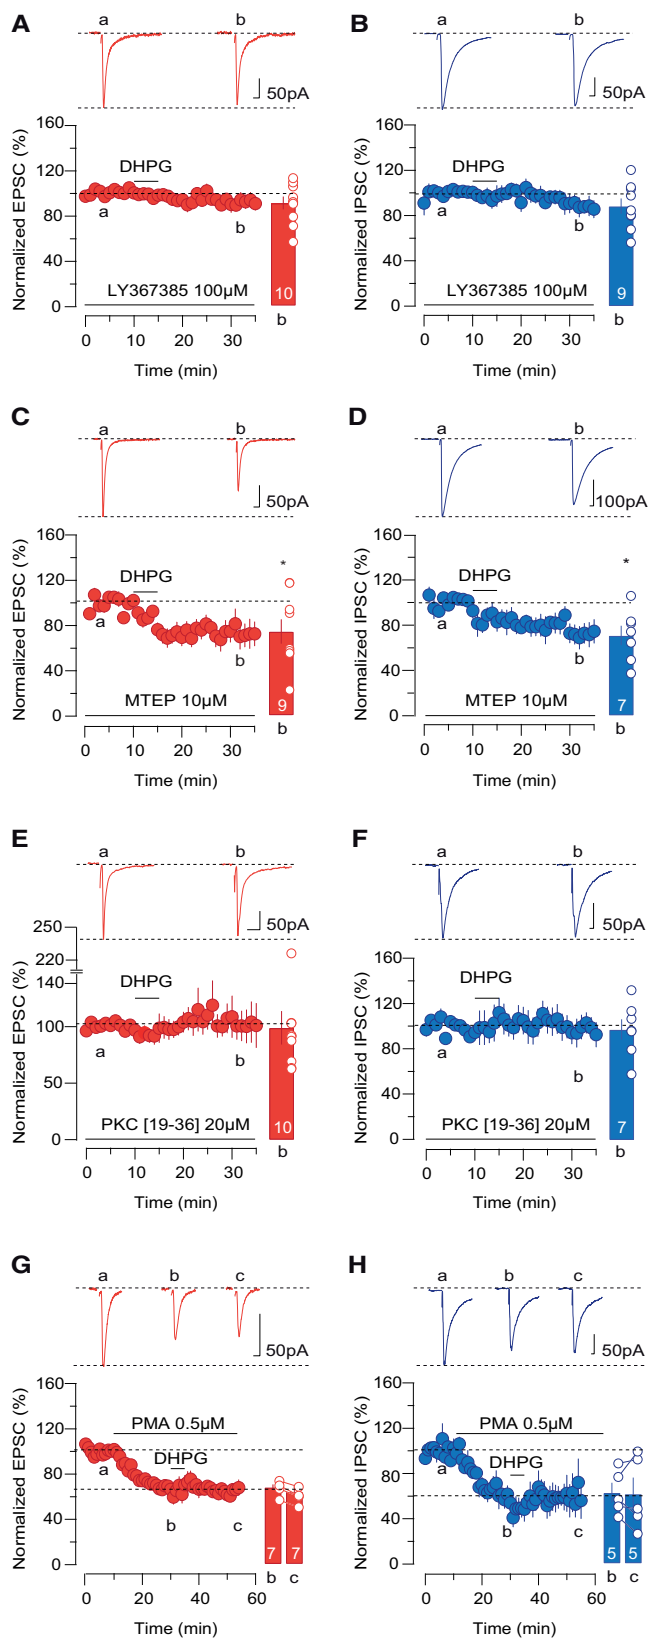 A
a
b
50pA
Normalized EPSC (%)
160
120
80
40
0
DHPG
a
b
LY367385 100µM
10
b
0
10
20
30
Time (min)
B
a
b
50pA
Normalized IPSC (%)
160
120
80
40
0
DHPG
a
b
LY367385 100µM
9
b
0
10
20
30
Time (min)
C
a
b
50pA
Normalized EPSC (%)
160
120
80
40
0
DHPG
*
a
b
MTEP 10µM
9
b
0
10
20
30
Time (min)
D
a
b
100pA
Normalized IPSC (%)
160
120
80
40
0
DHPG
*
a
b
MTEP 10µM
7
b
0
10
20
30
Time (min)
E
a
b
50pA
Normalized EPSC (%)
250
220
140
100
40
0
DHPG
a
b
PKC [19-36] 20µM
10
b
0
10
20
30
Time (min)
F
a
b
50pA
Normalized IPSC (%)
160
120
80
40
0
DHPG
a
b
PKC [19-36] 20µM
7
b
0
10
20
30
Time (min)
G
a
b
c
50pA
Normalized EPSC (%)
160
120
80
40
0
PMA 0.5µM
DHPG
a
b
c
7
7
b
c
0
20
40
60
Time (min)
H
a
b
c
50pA
Normalized IPSC (%)
160
120
80
40
0
PMA 0.5µM
DHPG
a
b
c
5
5
b
c
0
20
40
60
Time (min)